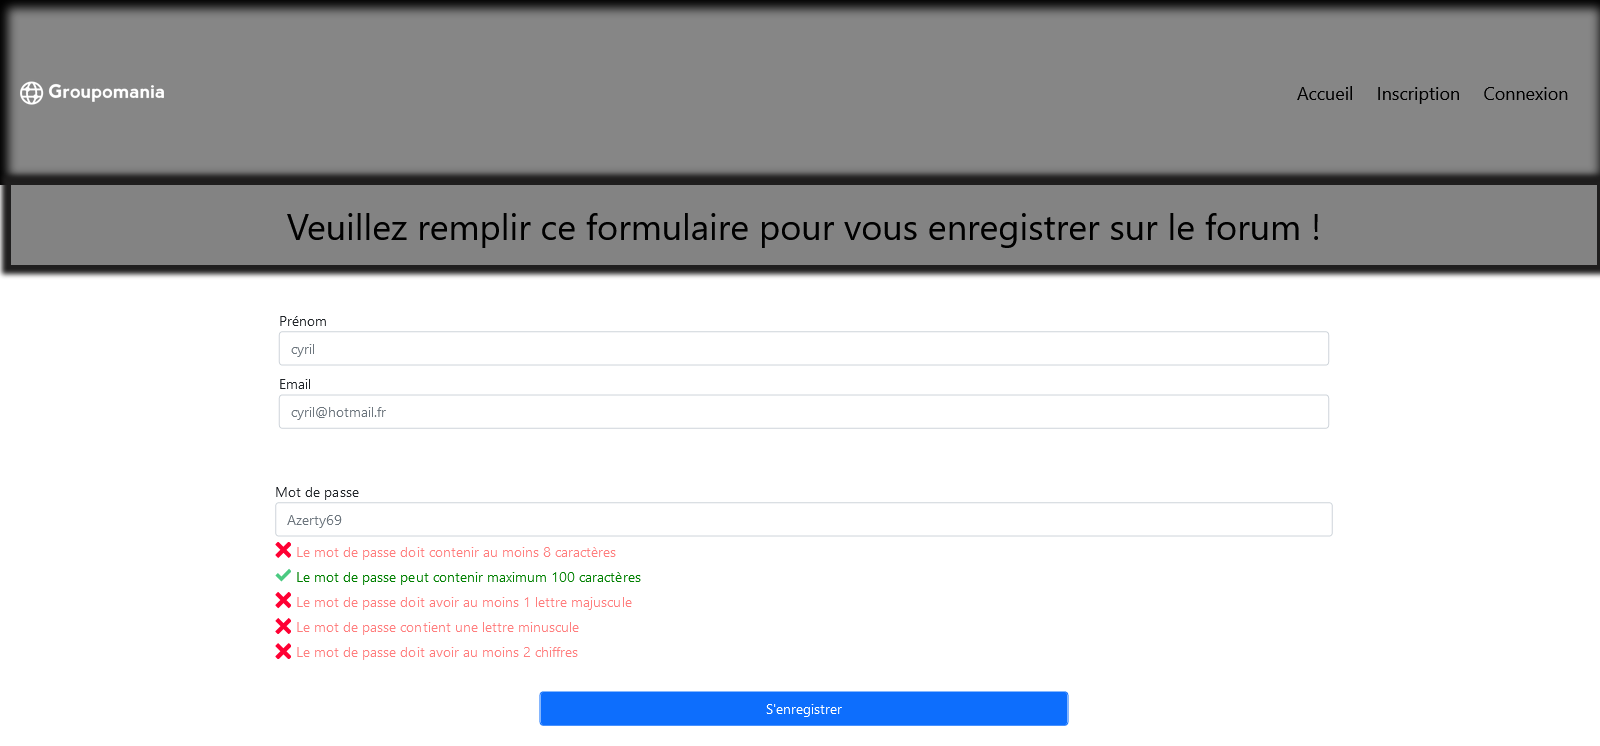 Groupomania
Accueil Inscription Connexion
Veuillez remplir ce formulaire pour vous enregistrer sur le forum !
Prénom
cyril
Email
cyril@hotmail.fr
Mot de passe
Azerty69
Le mot de passe doit contenir au moins 8 caractères
Le mot de passe peut contenir maximum 100 caractères
Le mot de passe doit avoir au moins 1 lettre majuscule
Le mot de passe contient une lettre minuscule
Le mot de passe doit avoir au moins 2 chiffres
S'enregistrer